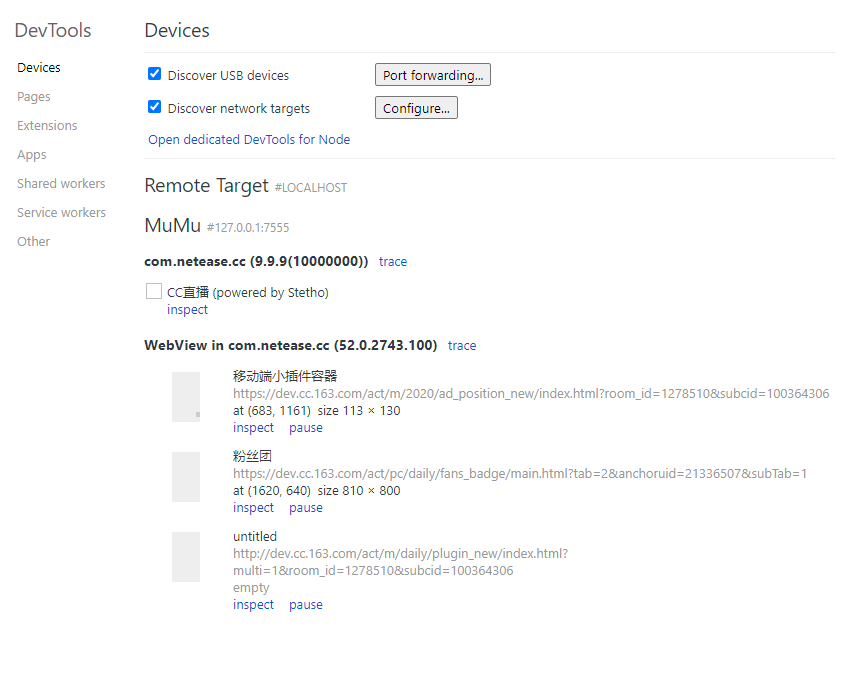 DevTools
Devices
Pages
Extensions
Apps
Shared workers
Service workers
Other
Devices
Discover USB devices
Port forwarding...
Discover network targets
Configure...
Open dedicated DevTools for Node
Remote Target #LOCALHOST
MuMu #127.0.0.1:7555
com.netease.cc (9.9.9(10000000)) trace
CC直播 (powered by Stetho)
inspect
WebView in com.netease.cc (52.0.2743.100) trace
移动端小插件容器
https://dev.cc.163.com/act/m/2020/ad_position_new/index.html?room_id=1278510&subcid=100364306
at (683, 1161) size 113 × 130
inspect pause
粉丝团
https://dev.cc.163.com/act/pc/daily/fans_badge/main.html?tab=2&anchoruid=21336507&subTab=1
at (1620, 640) size 810 × 800
inspect pause
untitled
http://dev.cc.163.com/act/m/daily/plugin_new/index.html?
multi=1&room_id=1278510&subcid=100364306
empty
inspect pause